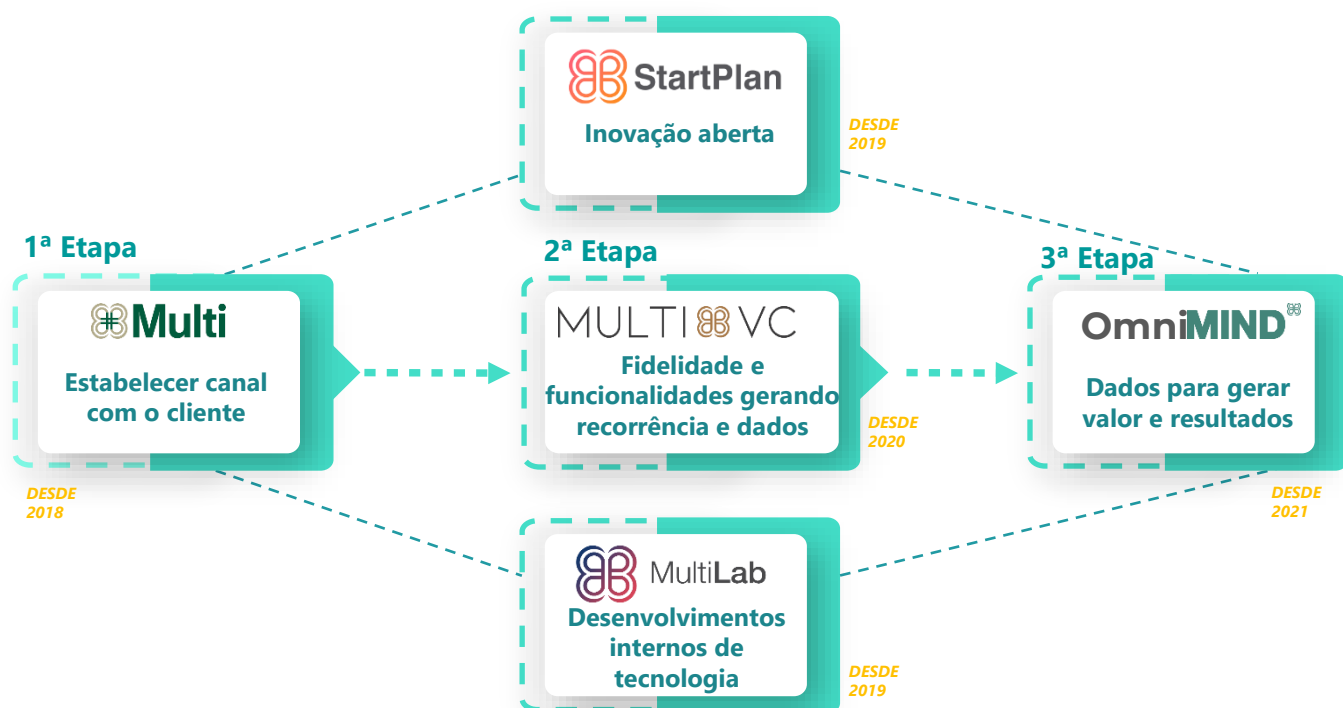 StartPlan
Inovação aberta
DESDE
2019
1ª Etapa
Multi
Estabelecer canal
com o cliente
DESDE
2018
2ª Etapa
MULTI VC
Fidelidade e
funcionalidades gerando
recorrência e dados
DESDE
2020
3ª Etapa
OmniMIND
Dados para gerar
valor e resultados
DESDE
2021
MultiLab
Desenvolvimentos
internos de
tecnologia
DESDE
2019